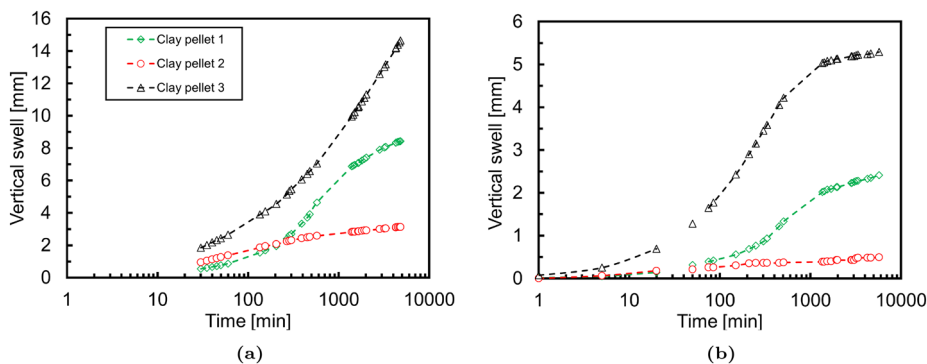 16
14
12
10
8
6
4
2
0
Vertical swell [mm]
Clay pellet 1
Clay pellet 2
Clay pellet 3
1 10 100 1000 10000
Time [min]
(a)
6
5
4
3
2
1
0
Vertical swell [mm]
1 10 100 1000 10000
Time [min]
(b)